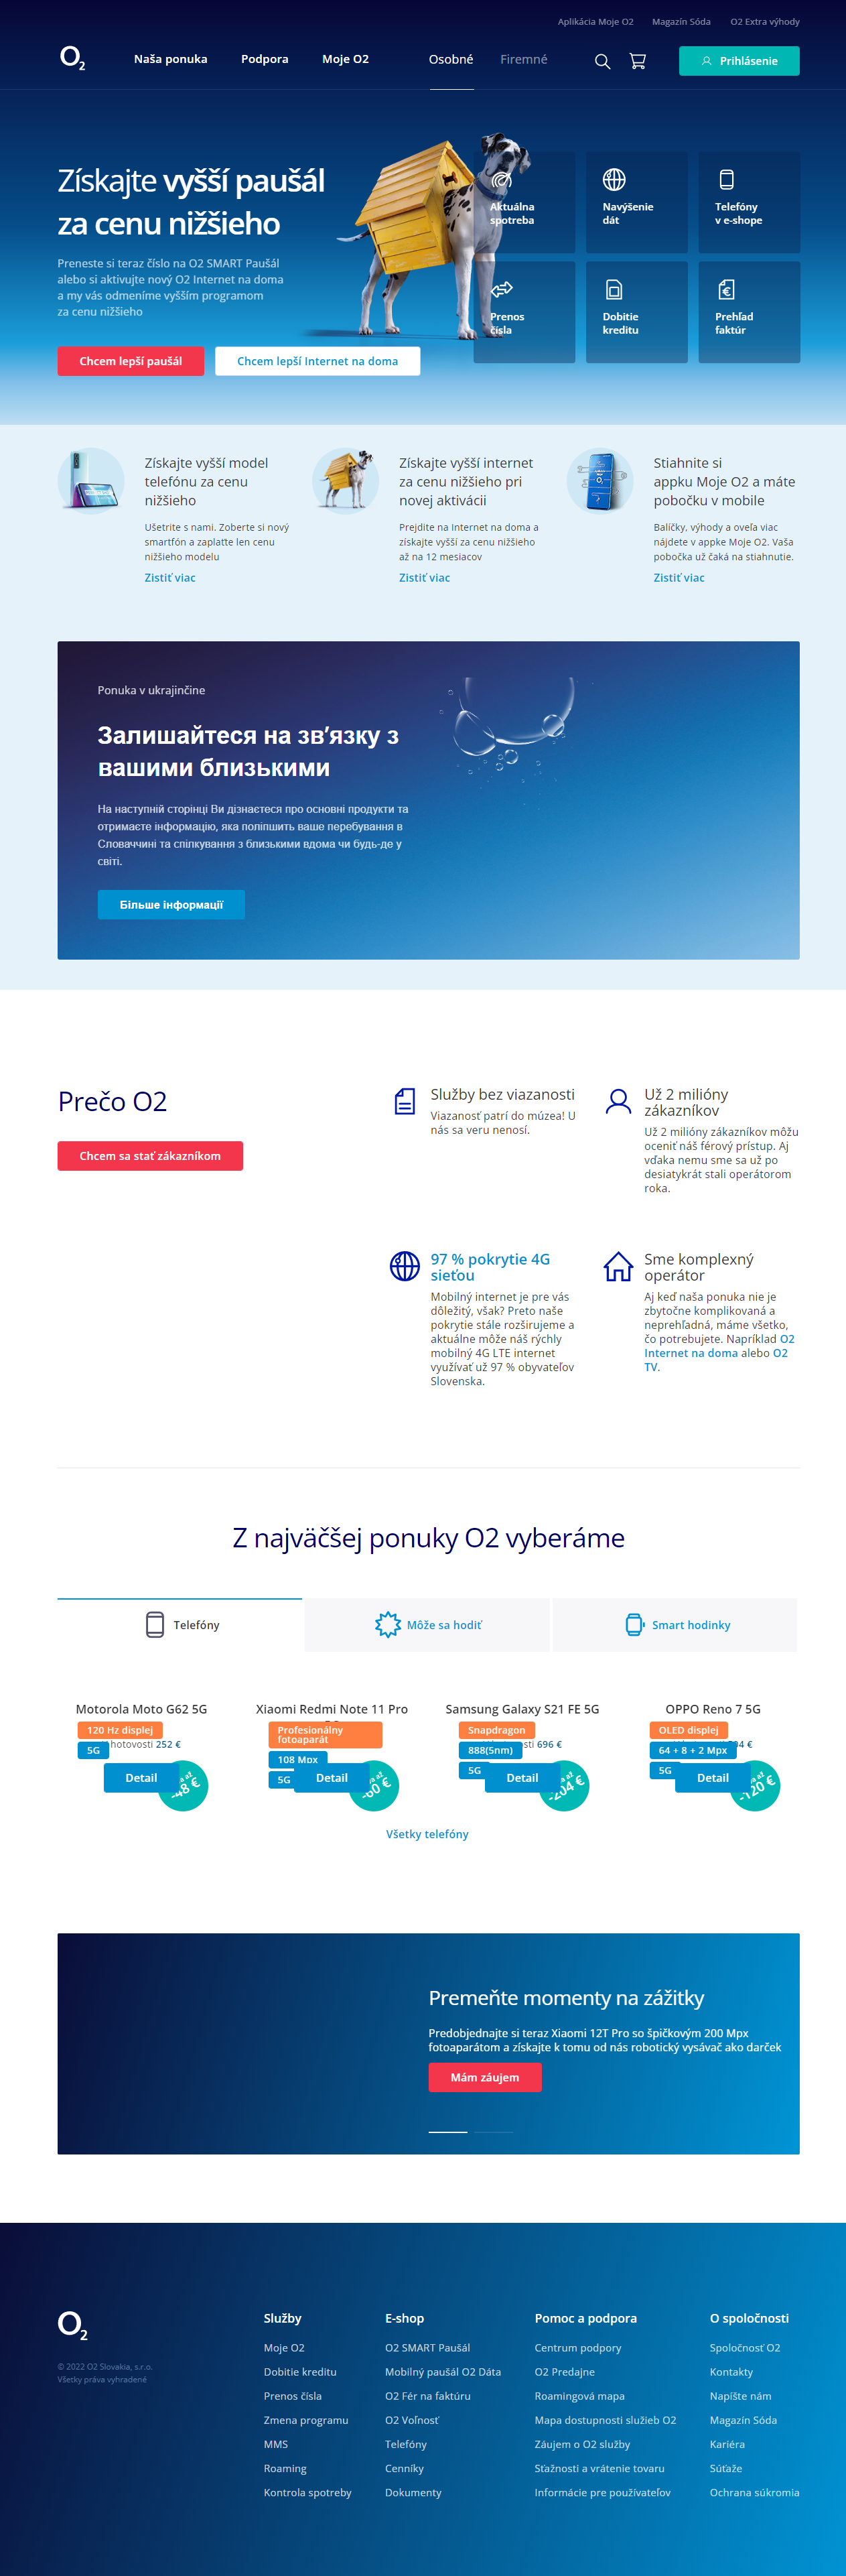 Aplikácia Moje O2 Magazín Sóda O2 Extra výhody
O2 Naša ponuka Podpora Moje O2 Osobné Firemné Prihlásenie
Získajte vyšší paušál
za cenu nižšieho
Preneste si teraz číslo na O2 SMART Paušál
alebo si aktivujte nový O2 Internet na doma
a my vás odmeníme vyšším programom
za cenu nižšieho
Chcem lepší paušál Chcem lepší Internet na doma
Aktuálna
spotreba
Navýšenie
dát
Telefóny
v e-shope
Prenos
čísla
Dobitie
kreditu
Prehľad
faktúr
Získajte vyšší model
telefónu za cenu
nižšieho
Ušetrite s nami. Zoberte si nový
smartfón a zaplaťte len cenu
nižšieho modelu
Zistiť viac
Získajte vyšší internet
za cenu nižšieho pri
novej aktivácii
Prejdite na Internet na doma a
získajte vyšší za cenu nižšieho
až na 12 mesiacov
Zistiť viac
Stiahnite si
appku Moje O2 a máte
pobočku v mobile
Balíčky, výhody a oveľa viac
nájdete v appke Moje O2. Vaša
pobočka už čaká na stiahnutie.
Zistiť viac
Ponuka v ukrajinčine
Залишайтеся на зв’язку з
вашими близькими
На наступній сторінці Ви дізнаєтеся про основні продукти та
отримаєте інформацію, яка поліпшить ваше перебування в
Словаччині та спілкування з близькими вдома чи будь-де у
світі.
Більше інформації
Prečo O2
Chcem sa stať zákazníkom
Služby bez viazanosti
Viazanosť patrí do múzea! U
nás sa veru nenosí.
Už 2 milióny
zákazníkov
Už 2 milióny zákazníkov môžu
oceniť náš férový prístup. Aj
vďaka nemu sme sa už po
desiatykrát stali operátorom
roka.
97 % pokrytie 4G
sieťou
Mobilný internet je pre vás
dôležitý, však? Preto naše
pokrytie stále rozširujeme a
aktuálne môže náš rýchly
mobilný 4G LTE internet
využívať už 97 % obyvateľov
Slovenska.
Sme komplexný
operátor
Aj keď naša ponuka nie je
zbytočne komplikovaná a
neprehľadná, máme všetko,
čo potrebujete. Napríklad O2
Internet na doma alebo O2
TV.
Z najväčšej ponuky O2 vyberáme
Telefóny Môže sa hodiť Smart hodinky
Motorola Moto G62 5G
120 Hz displej
hotovosti 252 €
5G
Detail
-48 €
Xiaomi Redmi Note 11 Pro
Profesionálny
fotoaparát
108 Mpx
5G
Detail
-60 €
Samsung Galaxy S21 FE 5G
Snapdragon
888(5nm)
696 €
5G
Detail
-204 €
OPPO Reno 7 5G
OLED displej
64 + 8 + 2 Mpx
5G
Detail
-120 €
Všetky telefóny
Premeňte momenty na zážitky
Predobjednajte si teraz Xiaomi 12T Pro so špičkovým 200 Mpx
fotoaparátom a získajte k tomu od nás robotický vysávač ako darček
Mám záujem
O2
© 2022 O2 Slovakia, s.r.o.
Všetky práva vyhradené
Služby
Moje O2
Dobitie kreditu
Prenos čísla
Zmena programu
MMS
Roaming
Kontrola spotreby
E-shop
O2 SMART Paušál
Mobilný paušál O2 Dáta
O2 Fér na faktúru
O2 Voľnosť
Telefóny
Cenníky
Dokumenty
Pomoc a podpora
Centrum podpory
O2 Predajne
Roamingová mapa
Mapa dostupnosti služieb O2
Záujem o O2 služby
Sťažnosti a vrátenie tovaru
Informácie pre používateľov
O spoločnosti
Spoločnosť O2
Kontakty
Napíšte nám
Magazín Sóda
Kariéra
Súťaže
Ochrana súkromia